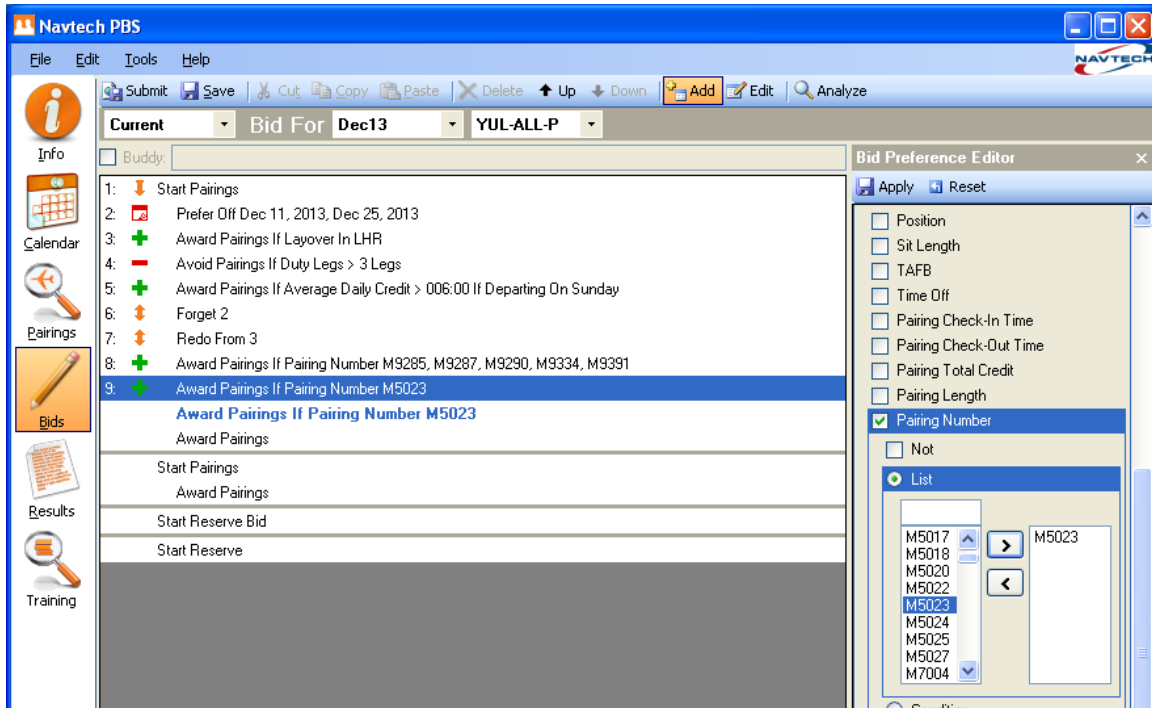 Navtech PBS
File Edit Tools Help
NAVTECH
Submit Save Cut Copy Paste Delete Up Down Add Edit Analyze
Current Bid For Dec13 YUL-ALL-P
Info
Calendar
Pairings
Bids
Results
Training
Buddy:
1: Start Pairings
2: Prefer Off Dec 11, 2013, Dec 25, 2013
3: Award Pairings If Layover In LHR
4: Avoid Pairings If Duty Legs > 3 Legs
5: Award Pairings If Average Daily Credit > 006:00 If Departing On Sunday
6: Forget 2
7: Redo From 3
8: Award Pairings If Pairing Number M9285, M9287, M9290, M9334, M9391
9: Award Pairings If Pairing Number M5023
Award Pairings If Pairing Number M5023
Award Pairings
Start Pairings
Award Pairings
Start Reserve Bid
Start Reserve
Bid Preference Editor
Apply Reset
Position
Sit Length
TAFB
Time Off
Pairing Check-In Time
Pairing Check-Out Time
Pairing Total Credit
Pairing Length
Pairing Number
Not
List
M5017
M5018
M5020
M5022
M5023
M5024
M5025
M5027
M7004
>
<
M5023